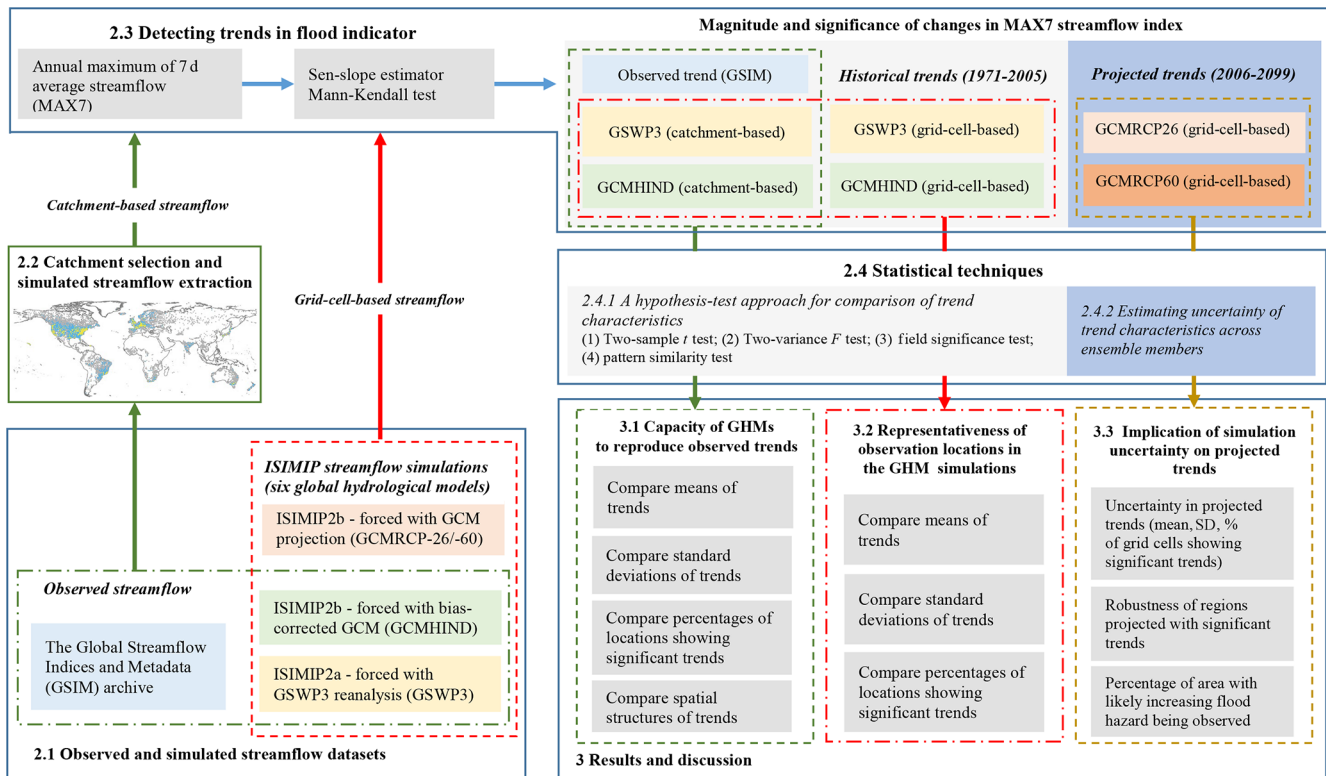 2.3 Detecting trends in flood indicator
Annual maximum of 7 d
average streamflow
(MAX7)
Sen-slope estimator
Mann-Kendall test
Magnitude and significance of changes in MAX7 streamflow index
Observed trend (GSIM)
Historical trends (1971-2005)
Projected trends (2006-2099)
GSWP3 (catchment-based)
GSWP3 (grid-cell-based)
GCMRCP26 (grid-cell-based)
GCMHIND (catchment-based)
GCMHIND (grid-cell-based)
GCMRCP60 (grid-cell-based)
Catchment-based streamflow
2.2 Catchment selection and
simulated streamflow extraction
Grid-cell-based streamflow
2.4 Statistical techniques
2.4.1 A hypothesis-test approach for comparison of trend
characteristics
(1) Two-sample t test; (2) Two-variance F test; (3) field significance test;
(4) pattern similarity test
2.4.2 Estimating uncertainty of
trend characteristics across
ensemble members
ISIMIP streamflow simulations
(six global hydrological models)
ISIMIP2b - forced with GCM
projection (GCMRCP-26/-60)
Observed streamflow
The Global Streamflow
Indices and Metadata
(GSIM) archive
ISIMIP2b - forced with bias-
corrected GCM (GCMHIND)
ISIMIP2a - forced with
GSWP3 reanalysis (GSWP3)
2.1 Observed and simulated streamflow datasets
3.1 Capacity of GHMs
to reproduce observed trends
Compare means of
trends
Compare standard
deviations of trends
Compare percentages of
locations showing
significant trends
Compare spatial
structures of trends
3.2 Representativeness of
observation locations in
the GHM simulations
Compare means of
trends
Compare standard
deviations of trends
Compare percentages of
locations showing
significant trends
3.3 Implication of simulation
uncertainty on projected
trends
Uncertainty in projected
trends (mean, SD, %
of grid cells showing
significant trends)
Robustness of regions
projected with significant
trends
Percentage of area with
likely increasing flood
hazard being observed
3 Results and discussion